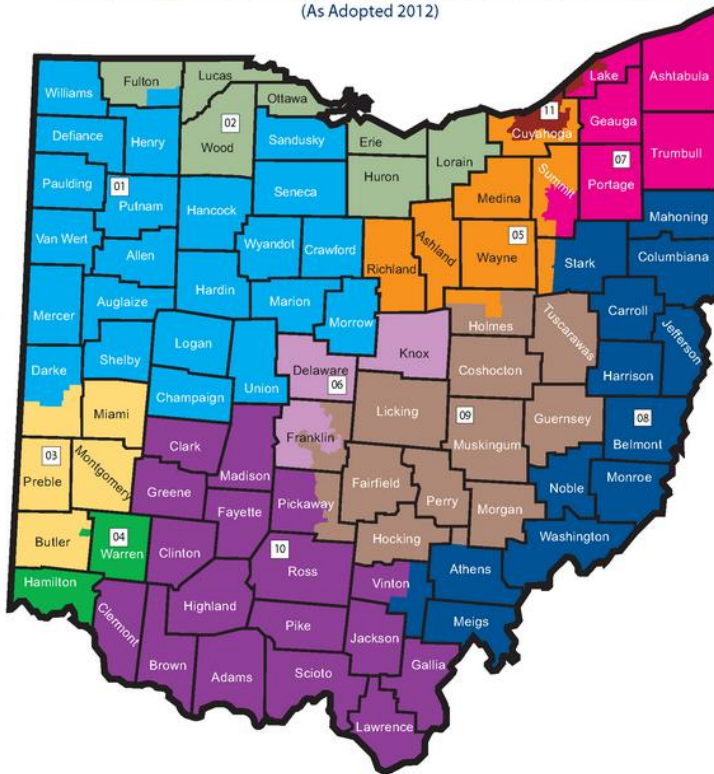 (As Adopted 2012)
Williams
Fulton
Lucas
Ottawa
Lake
Ashtabula
Defiance
Henry
02
Wood
Sandusky
Erie
Lorain
11
Cuyahoga
Geauga
Trumbull
Paulding
01
Putnam
Hancock
Seneca
Huron
Medina
Summit
07
Portage
Van Wert
Allen
Wyandot
Crawford
Richland
Ashland
05
Wayne
Stark
Mahoning
Columbiana
Mercer
Auglaize
Hardin
Marion
Morrow
Holmes
Tuscarawas
Carroll
Jefferson
Darke
Shelby
Logan
Union
Delaware
06
Knox
Coshocton
Harrison
Miami
Champaign
Franklin
Licking
09
Muskingum
Guernsey
08
Belmont
03
Preble
Montgomery
Clark
Madison
Fairfield
Perry
Morgan
Noble
Monroe
Greene
Fayette
Pickaway
Hocking
Washington
Butler
04
Warren
Clinton
10
Ross
Vinton
Athens
Hamilton
Clermont
Highland
Pike
Jackson
Meigs
Brown
Adams
Scioto
Gallia
Lawrence